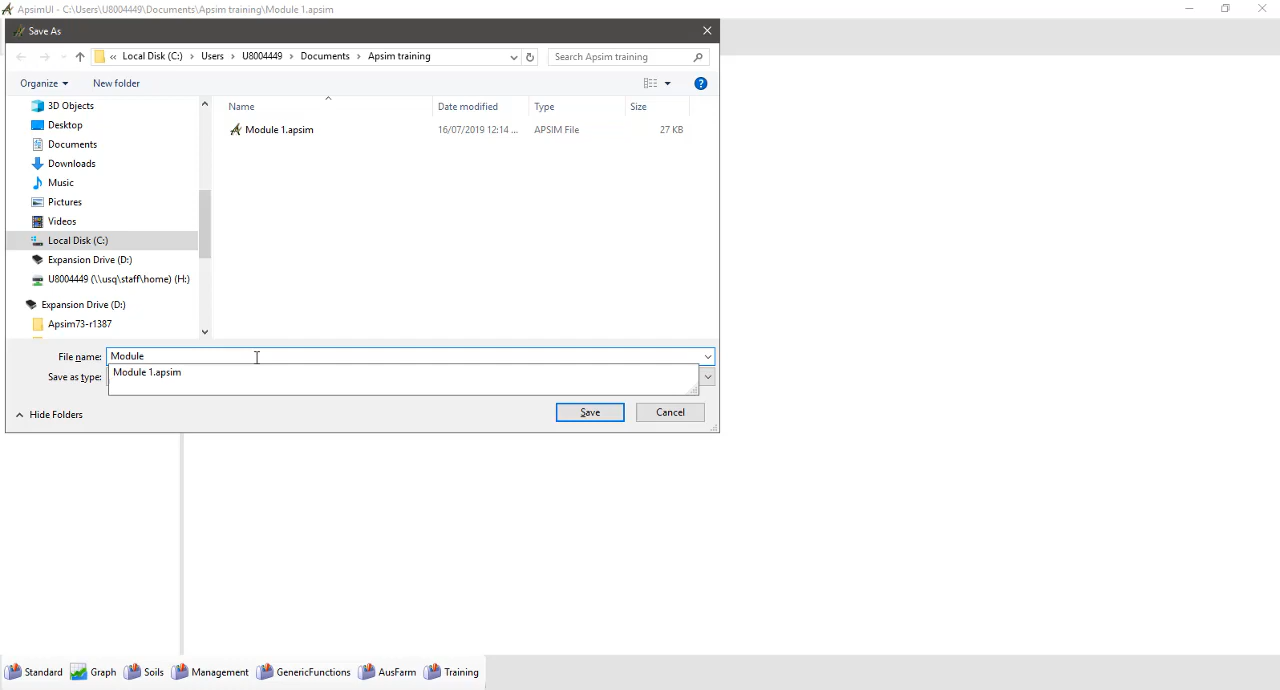 ApsimUI - C:\Users\U8004449\Documents\Apsim training\Module 1.apsim
Save As
« Local Disk (C:) > Users > U8004449 > Documents > Apsim training
Search Apsim training
Organize
New folder
3D Objects
Desktop
Documents
Downloads
Music
Pictures
Videos
Local Disk (C:)
Expansion Drive (D:)
U8004449 (\\usq\staff\home) (H:)
Expansion Drive (D:)
Apsim73-r1387
Name Date modified Type Size
Module 1.apsim 16/07/2019 12:14 ... APSIM File 27 KB
File name: Module
Module 1.apsim
Save as type:
Hide Folders
Save
Cancel
Standard Graph Soils Management GenericFunctions AusFarm Training